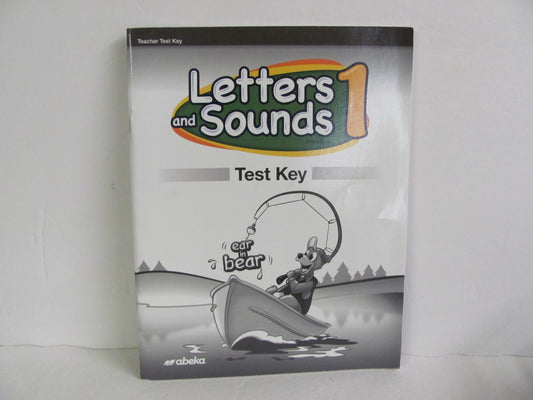 Teacher Test Key
Letters
and Sounds 1
Test Key
ear
in
bear
abeka